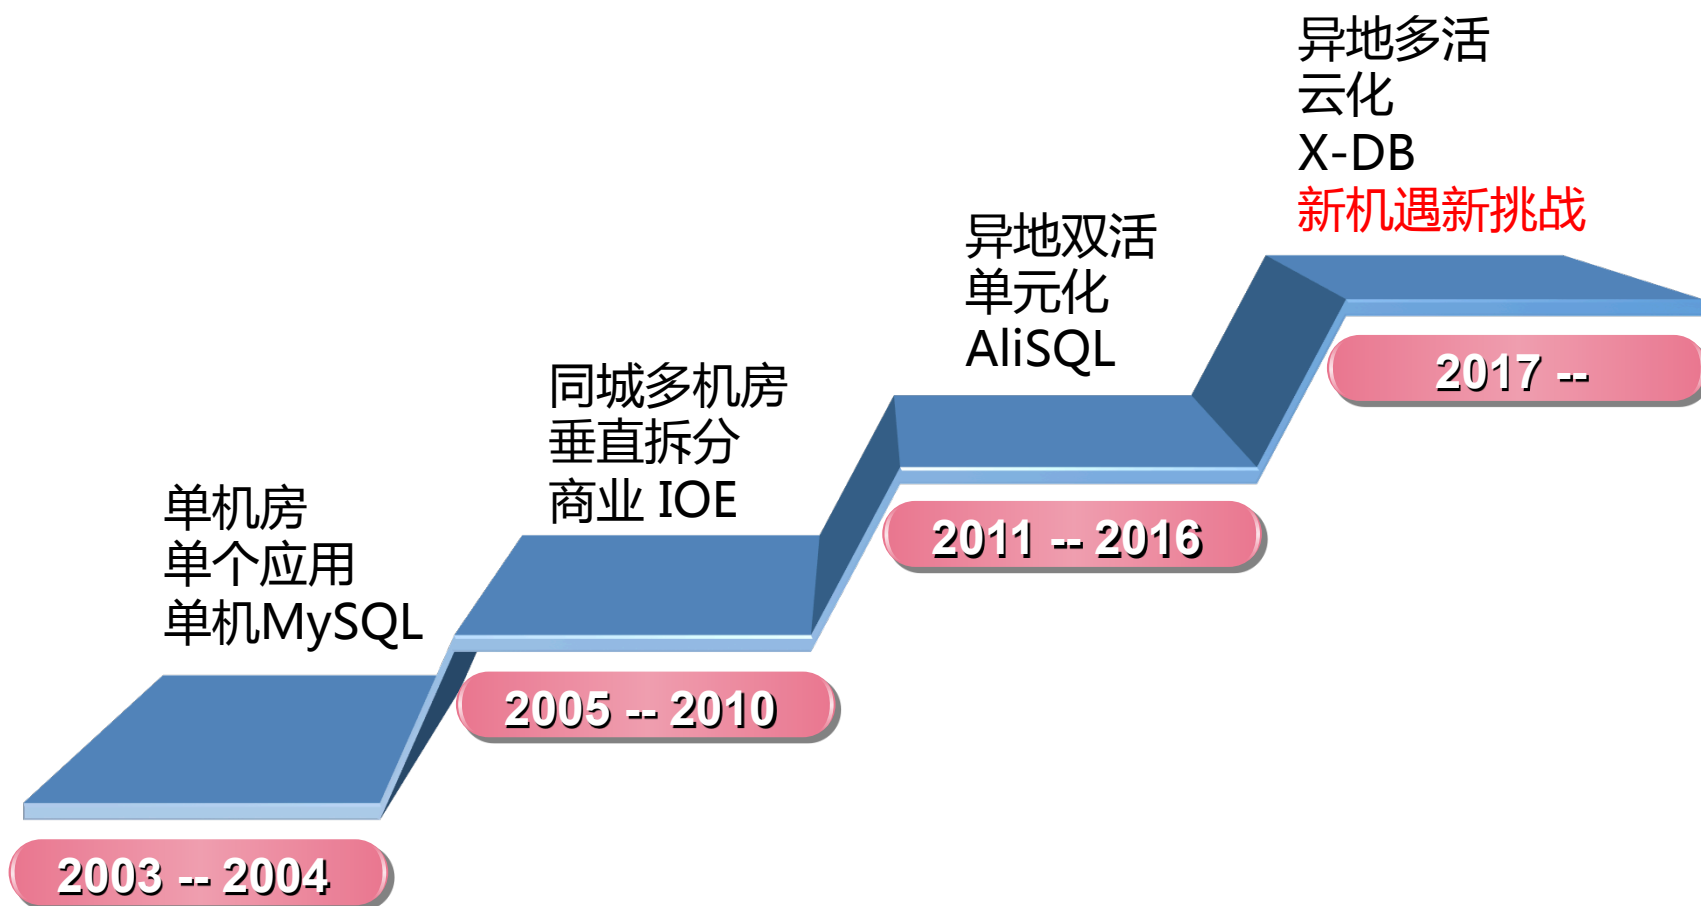 单机房
单个应用
单机MySQL
2003 -- 2004
同城多机房
垂直拆分
商业 IOE
2005 -- 2010
异地双活
单元化
AliSQL
2011 -- 2016
异地多活
云化
X-DB
新机遇新挑战
2017 --